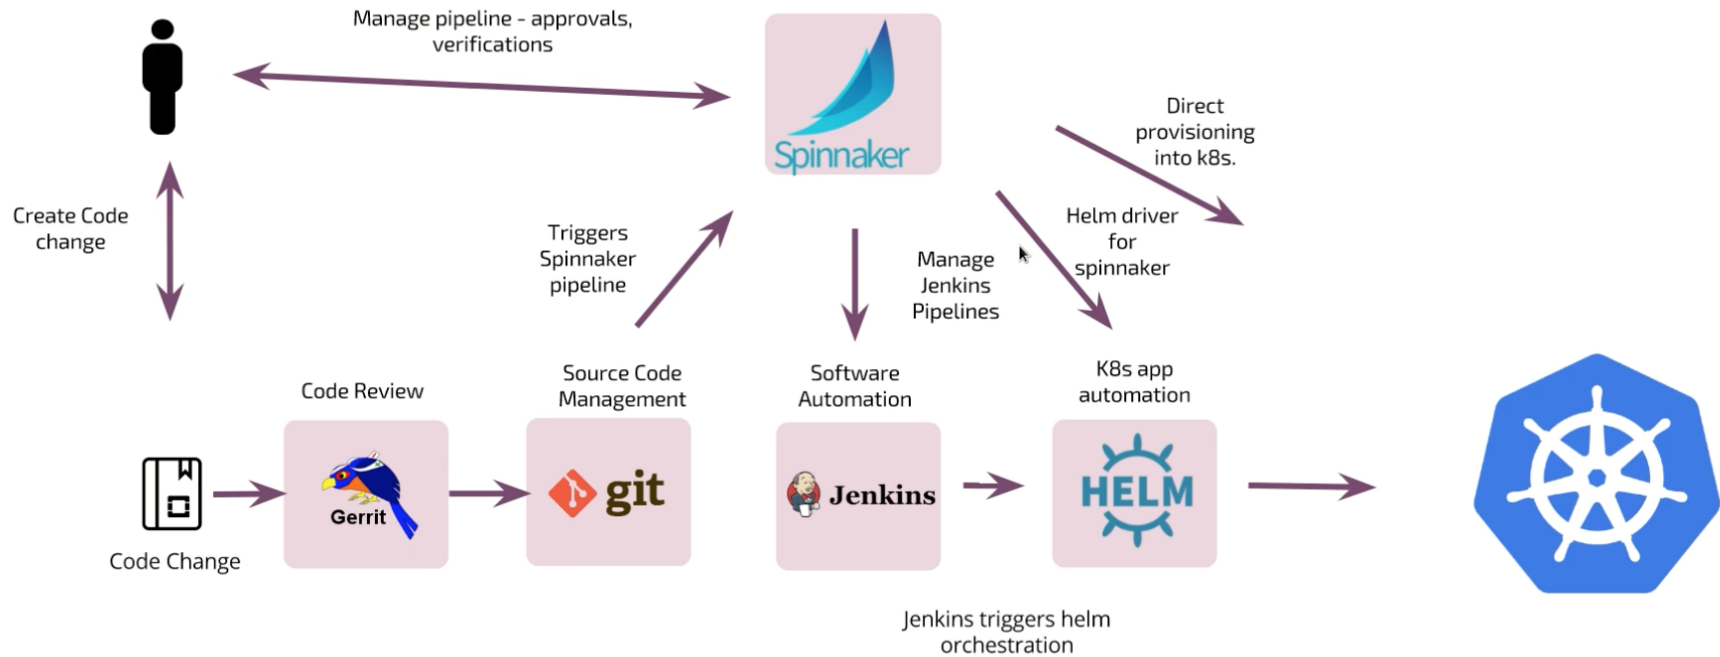 Manage pipeline - approvals,
verifications
Spinnaker
Direct
provisioning
into k8s.
Create Code
change
Triggers
Spinnaker
pipeline
Manage
Jenkins
Pipelines
Helm driver
for
spinnaker
Code Review
Source Code
Management
Software
Automation
K8s app
automation
Gerrit
git
Jenkins
HELM
Code Change
Jenkins triggers helm
orchestration